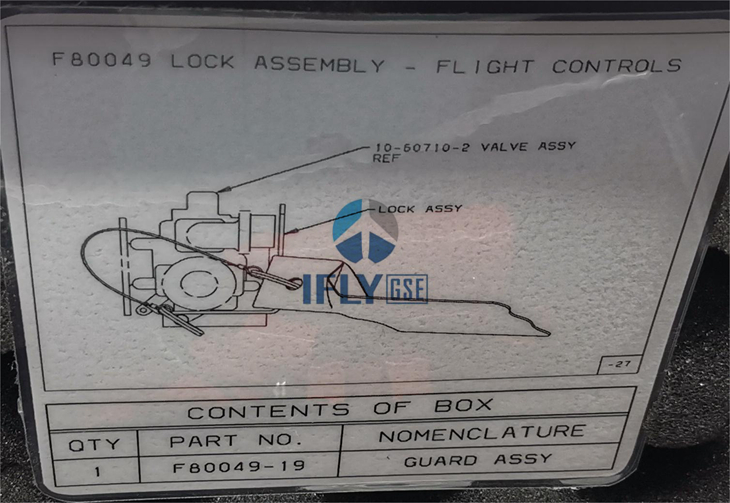 F80049 LOCK ASSEMBLY - FLIGHT CONTROLS
10-60710-2 VALVE ASSY
REF
LOCK ASSY
IFLY GSE
-27
CONTENTS OF BOX
QTY PART NO. NOMENCLATURE
1 F80049-19 GUARD ASSY